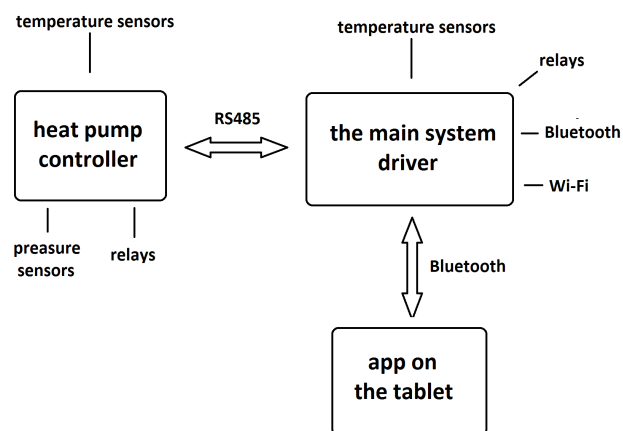 temperature sensors
temperature sensors
relays
heat pump
controller
RS485
the main system
driver
Bluetooth
Wi-Fi
preasure
sensors
relays
Bluetooth
app on
the tablet